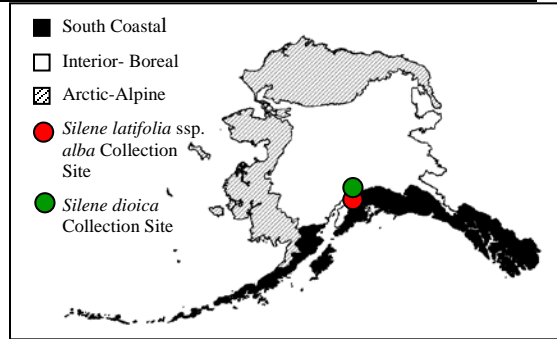 South Coastal
Interior- Boreal
Arctic-Alpine
Silene latifolia ssp.
alba Collection
Site
Silene dioica
Collection Site